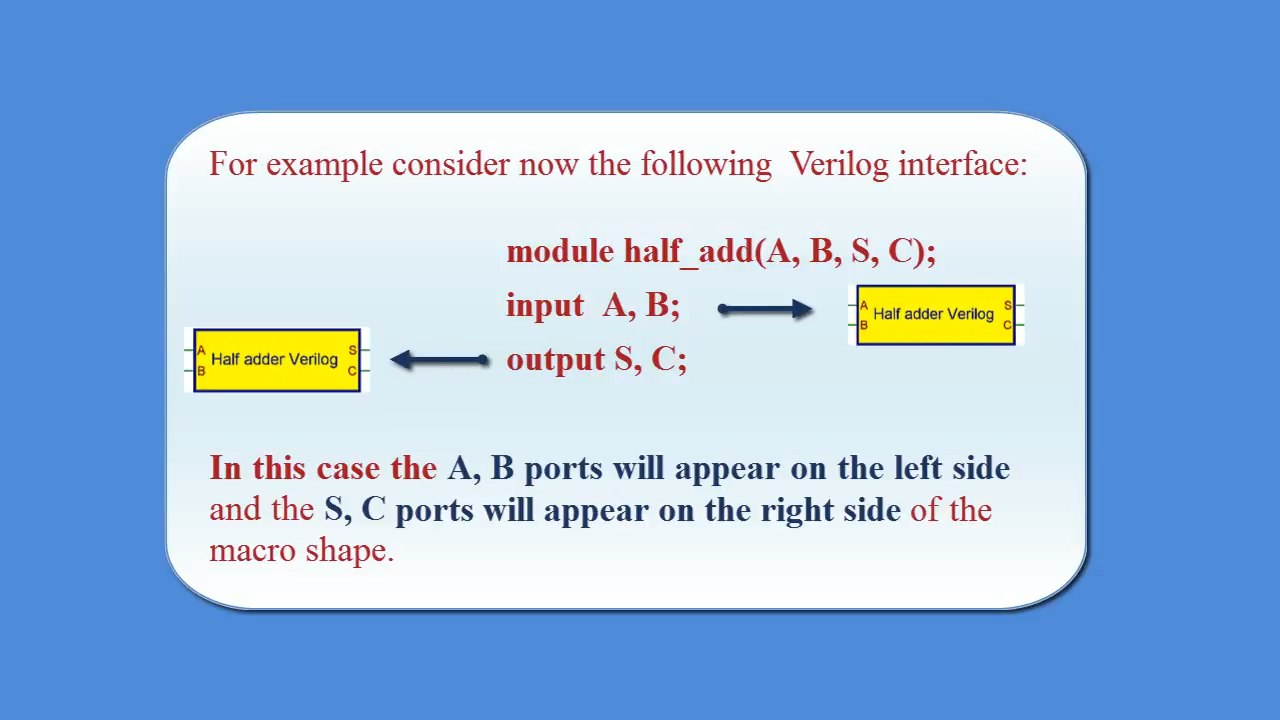 For example consider now the following Verilog interface:
module half_add(A, B, S, C);
input A, B;
A Half adder Verilog S
B C
output S, C;
A Half adder Verilog S
B C
In this case the A, B ports will appear on the left side
and the S, C ports will appear on the right side of the
macro shape.